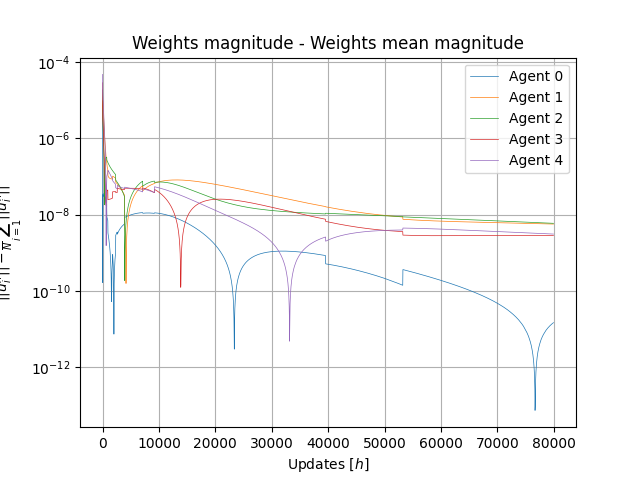 Weights magnitude - Weights mean magnitude
10⁻⁴
10⁻⁶
10⁻⁸
10⁻¹⁰
10⁻¹²
Agent 0
Agent 1
Agent 2
Agent 3
Agent 4
0 10000 20000 30000 40000 50000 60000 70000 80000
Updates [h]